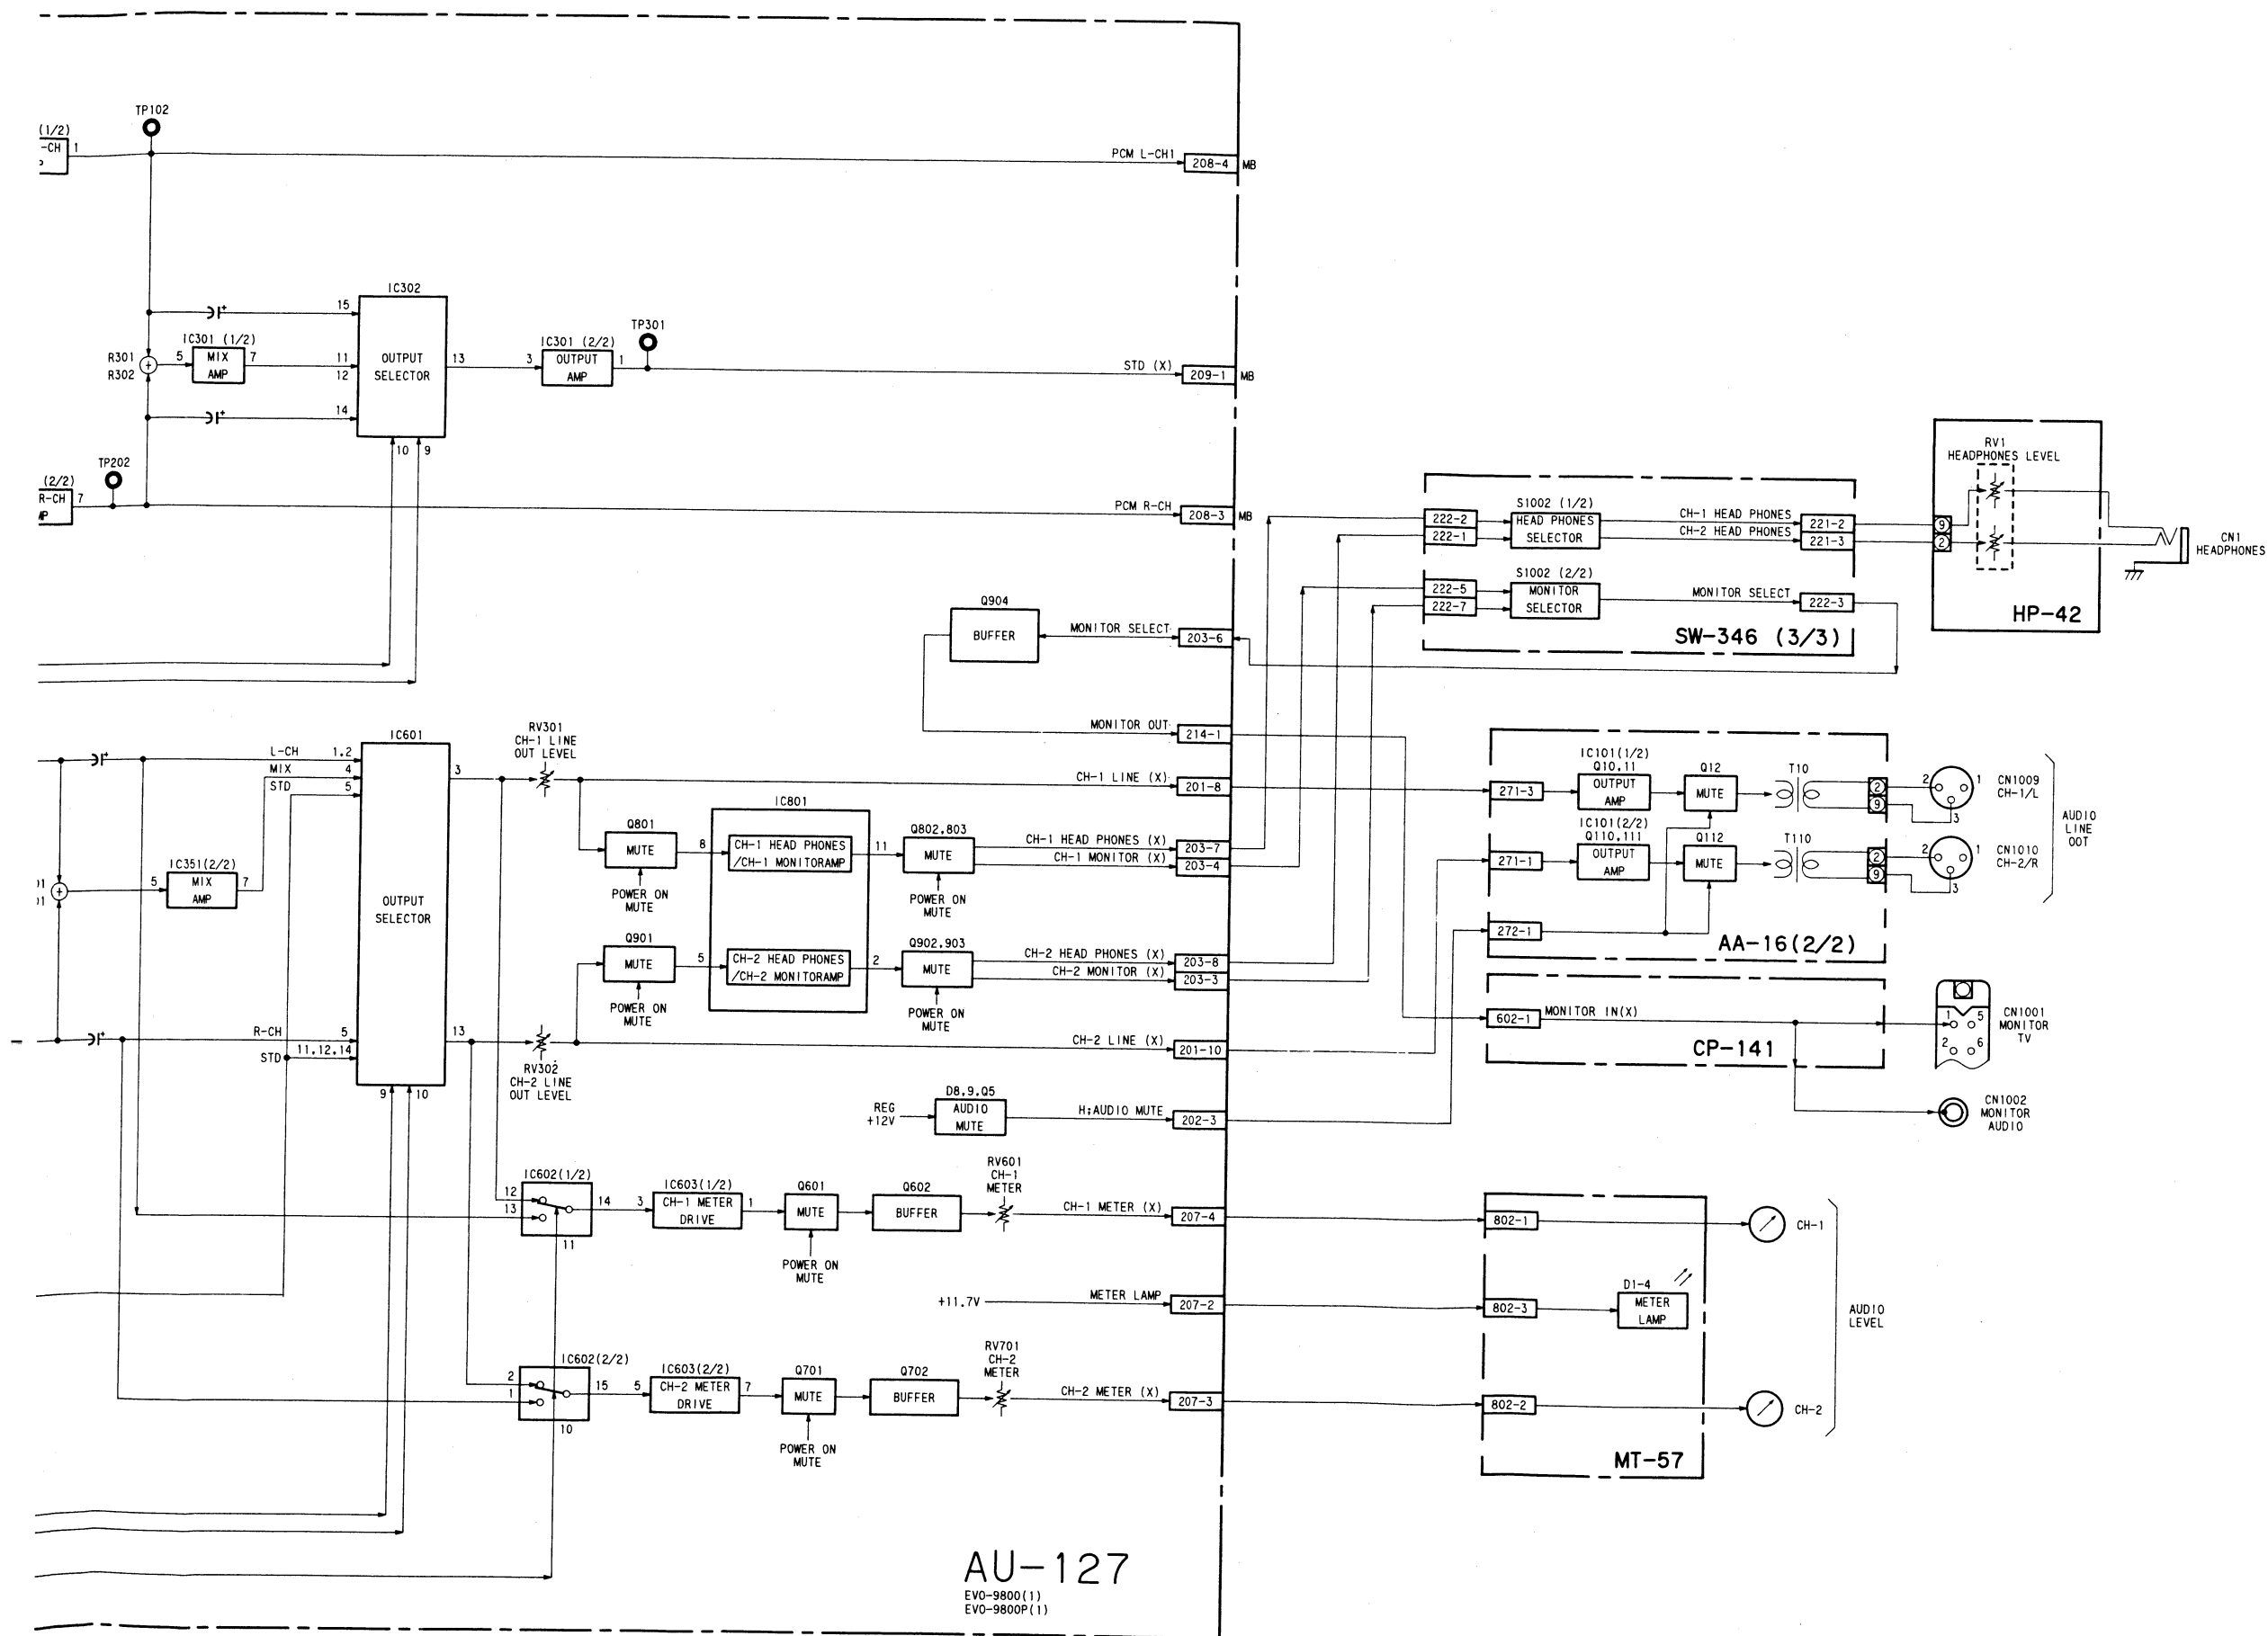 TP102
(1/2)
-CH
1
PCM L-CH1
208-4
MB
IC302
15
TP301
IC301 (1/2)
R301
R302
5
MIX
AMP
7
11
12
OUTPUT
SELECTOR
13
IC301 (2/2)
3
OUTPUT
AMP
1
STD (X)
209-1
MB
14
10
9
TP202
(2/2)
R-CH
7
PCM R-CH
208-3
MB
RV1
HEADPHONES LEVEL
9
2
HP-42
CN1
HEADPHONES
S1002 (1/2)
222-2
222-1
HEAD PHONES
SELECTOR
CH-1 HEAD PHONES
CH-2 HEAD PHONES
221-2
221-3
S1002 (2/2)
222-5
222-7
MONITOR
SELECTOR
MONITOR SELECT
222-3
SW-346 (3/3)
Q904
BUFFER
MONITOR SELECT
203-6
MONITOR OUT
214-1
RV301
CH-1 LINE
OUT LEVEL
IC601
L-CH
1.2
MIX
4
STD
5
3
CH-1 LINE (X)
201-8
IC801
Q801
MUTE
8
POWER ON
MUTE
CH-1 HEAD PHONES
/CH-1 MONITORAMP
11
Q802,803
MUTE
POWER ON
MUTE
CH-1 HEAD PHONES (X)
203-7
CH-1 MONITOR (X)
203-4
IC351(2/2)
5
MIX
AMP
7
OUTPUT
SELECTOR
Q901
MUTE
5
POWER ON
MUTE
CH-2 HEAD PHONES
/CH-2 MONITORAMP
2
Q902,903
MUTE
POWER ON
MUTE
CH-2 HEAD PHONES (X)
203-8
CH-2 MONITOR (X)
203-3
R-CH
5
STD
11.12.14
13
RV302
CH-2 LINE
OUT LEVEL
CH-2 LINE (X)
201-10
9
10
REG
+12V
D8,9,Q5
AUDIO
MUTE
H;AUDIO MUTE
202-3
271-3
IC101(1/2)
Q10,11
OUTPUT
AMP
Q12
MUTE
T10
2
9
2
1
3
CN1009
CH-1/L
271-1
IC101(2/2)
Q110,111
OUTPUT
AMP
Q112
MUTE
T110
2
9
2
1
3
CN1010
CH-2/R
AUDIO
LINE
OOT
272-1
AA-16(2/2)
602-1
MONITOR IN(X)
CP-141
1
5
2
6
CN1001
MONITOR
TV
CN1002
MONITOR
AUDIO
IC602(1/2)
12
13
14
11
3
IC603(1/2)
CH-1 METER
DRIVE
1
Q601
MUTE
POWER ON
MUTE
Q602
BUFFER
RV601
CH-1
METER
CH-1 METER (X)
207-4
802-1
CH-1
+11.7V
METER LAMP
207-2
802-3
D1-4
METER
LAMP
AUDIO
LEVEL
IC602(2/2)
2
1
15
10
5
IC603(2/2)
CH-2 METER
DRIVE
7
Q701
MUTE
POWER ON
MUTE
Q702
BUFFER
RV701
CH-2
METER
CH-2 METER (X)
207-3
802-2
CH-2
MT-57
AU-127
EVO-9800(1)
EVO-9800P(1)